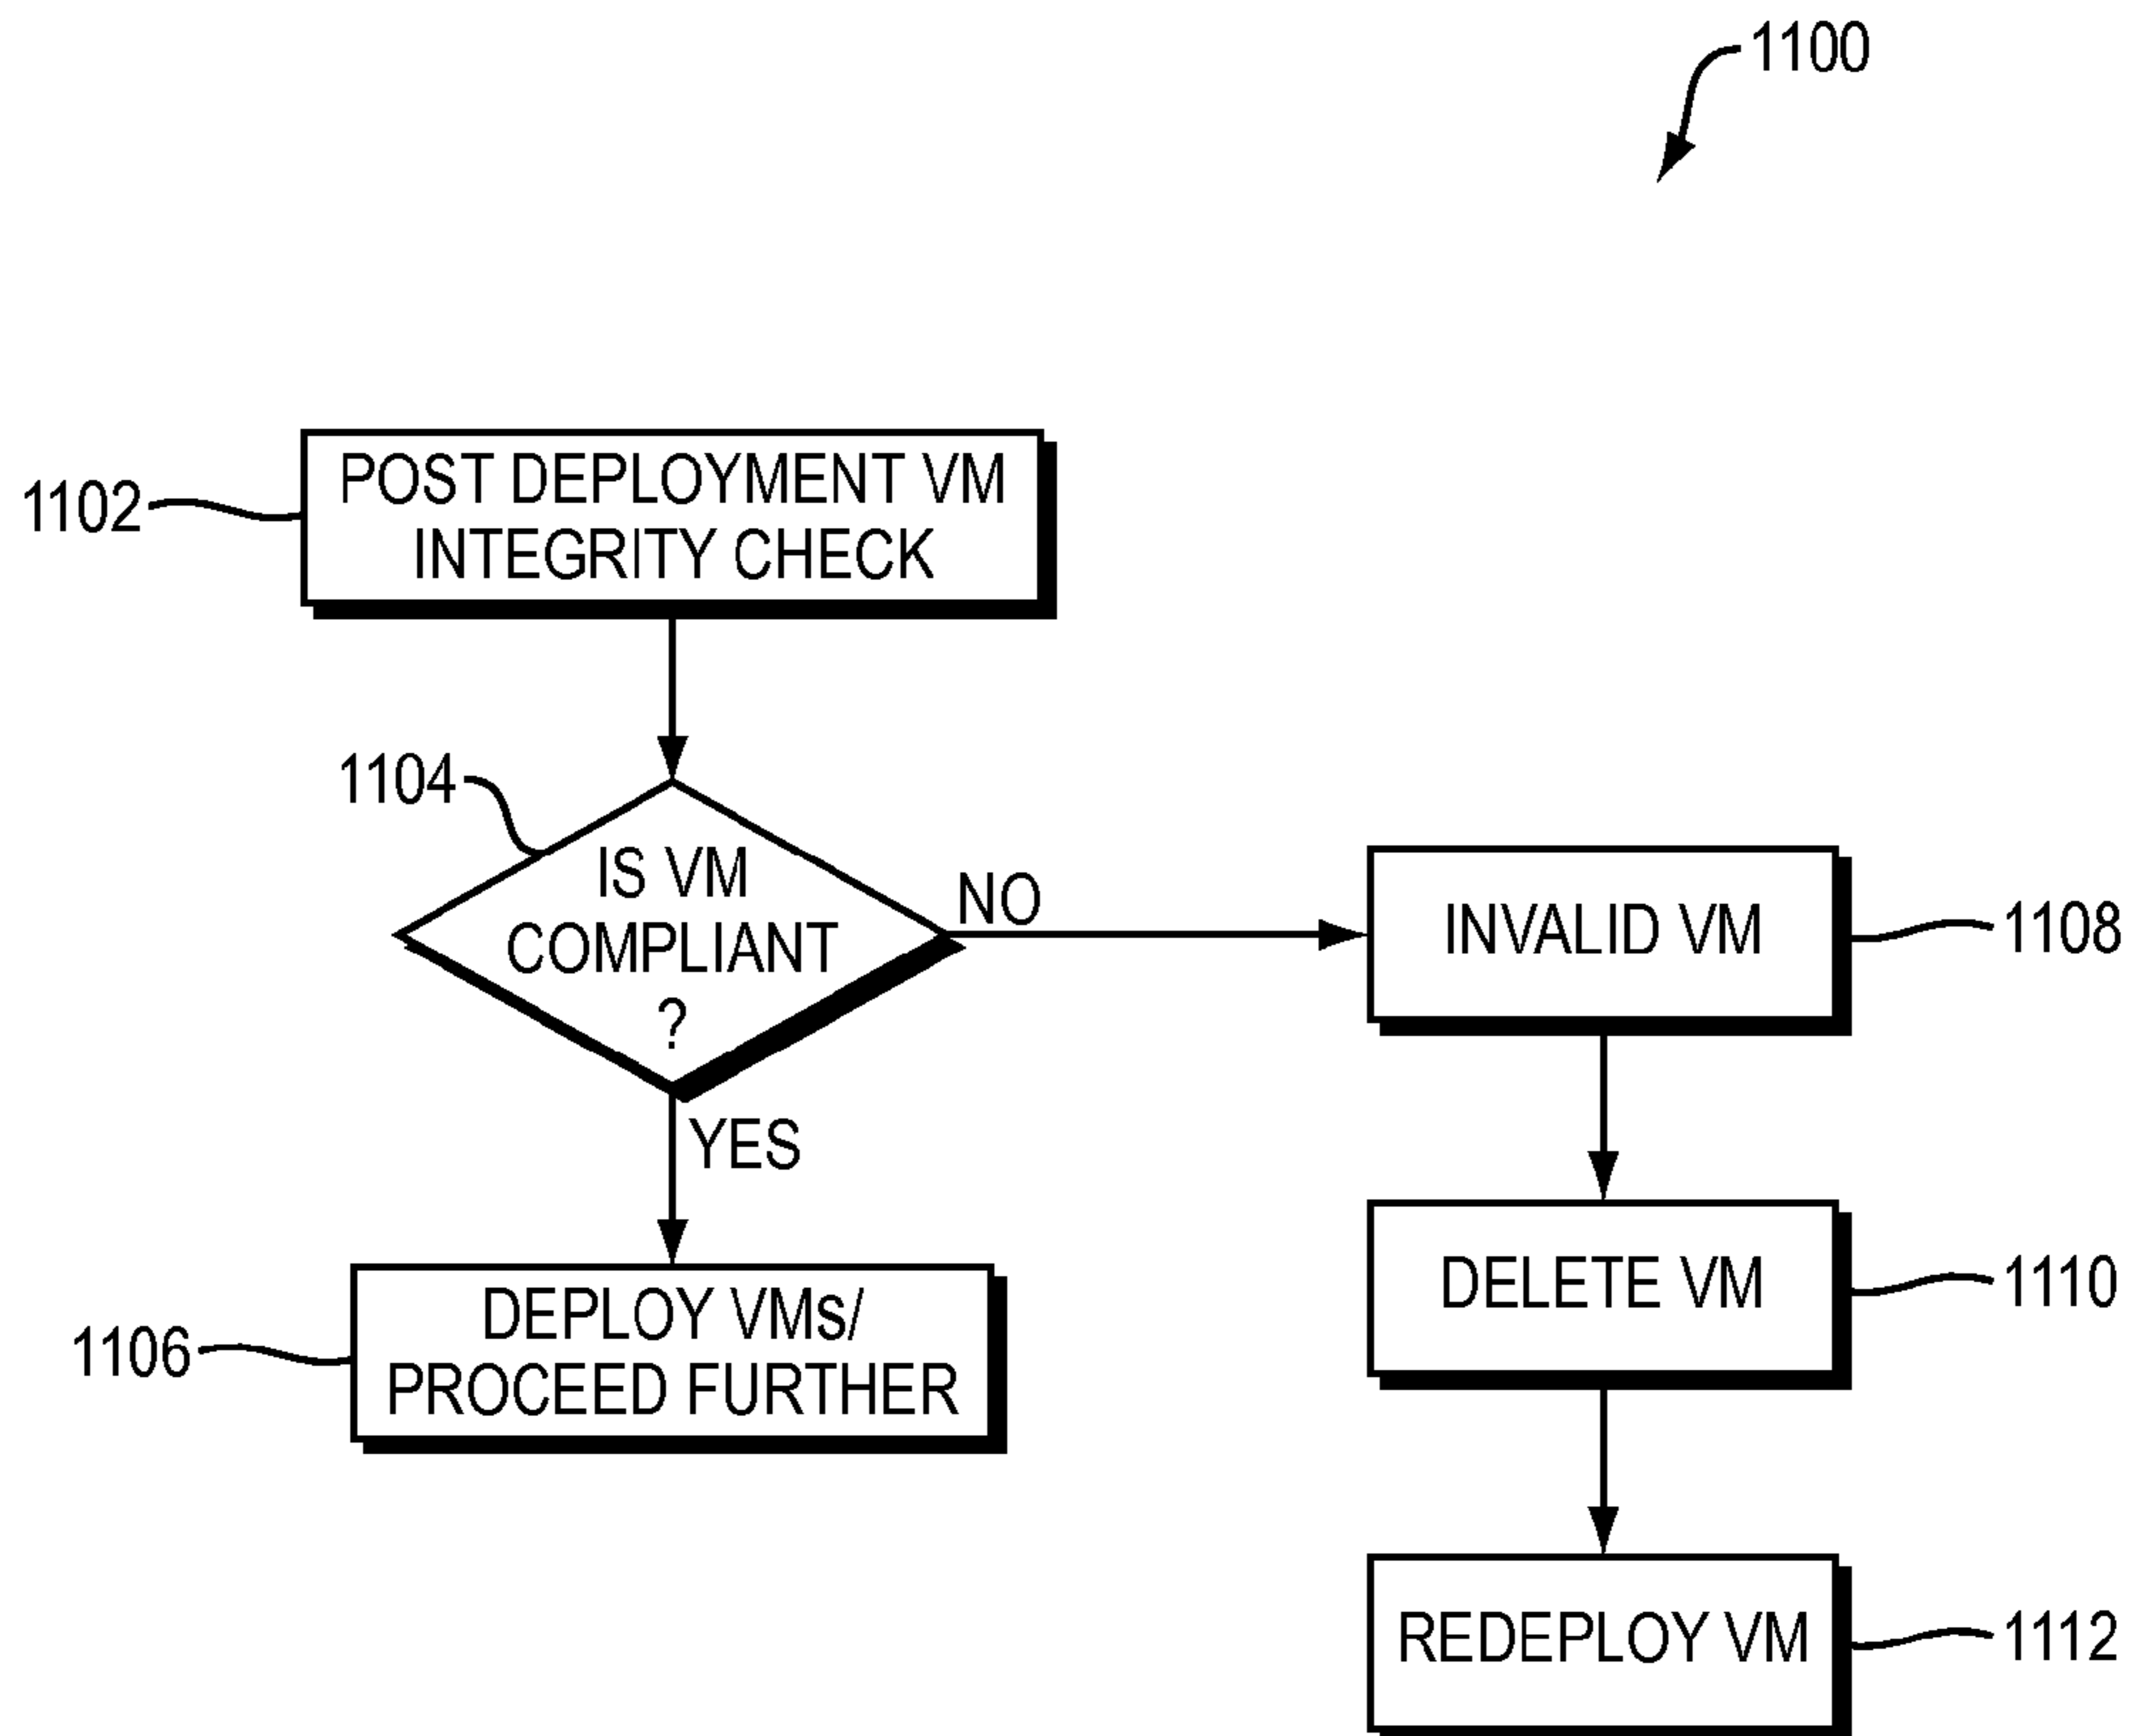 1100
1102
POST DEPLOYMENT VM
INTEGRITY CHECK
1104
IS VM
COMPLIANT
?
NO
YES
1106
DEPLOY VMs/
PROCEED FURTHER
INVALID VM
1108
DELETE VM
1110
REDEPLOY VM
1112